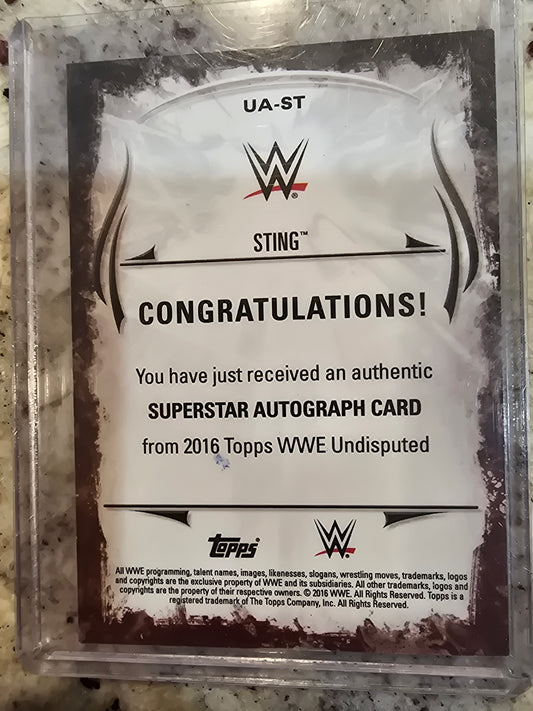 UA-ST
W
®
STING™
CONGRATULATIONS!
You have just received an authentic
SUPERSTAR AUTOGRAPH CARD
from 2016 Topps WWE Undisputed
Topps® W®
All WWE programming, talent names, images, likenesses, slogans, wrestling moves, trademarks, logos
and copyrights are the exclusive property of WWE and its subsidiaries. All other trademarks, logos and
copyrights are the property of their respective owners. © 2016 WWE. All Rights Reserved. Topps is a
registered trademark of The Topps Company, Inc. All Rights Reserved.